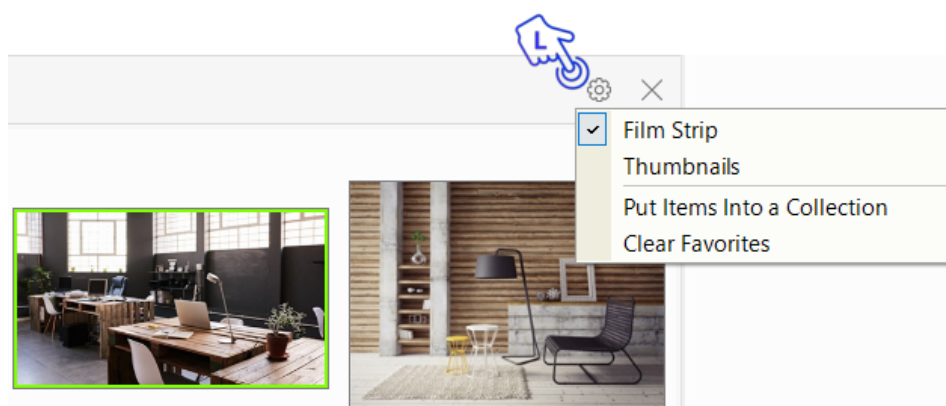 L
Film Strip
Thumbnails
Put Items Into a Collection
Clear Favorites